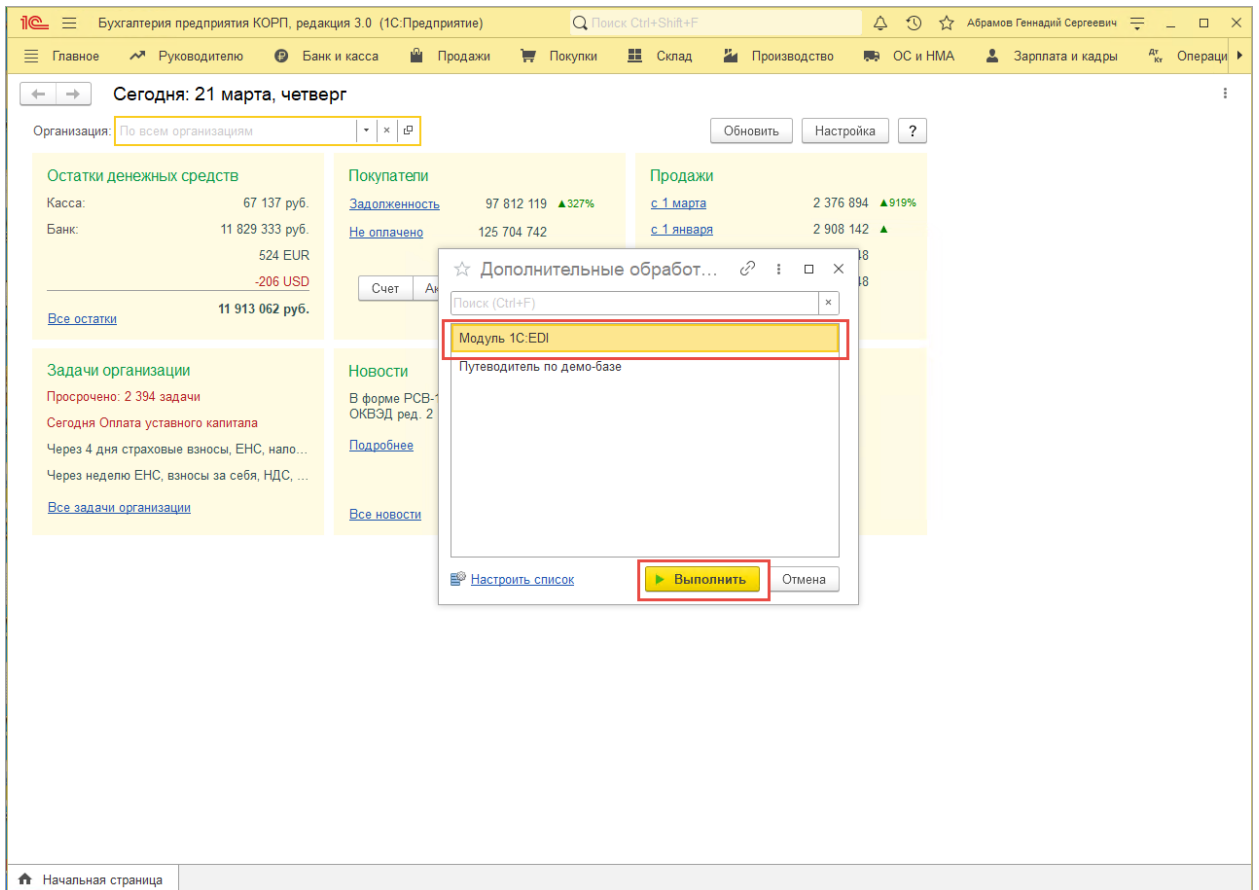 1С Бухгалтерия предприятия КОРП, редакция 3.0 (1С:Предприятие) Поиск Ctrl+Shift+F Абрамов Геннадий Сергеевич
Главное Руководителю Банк и касса Продажи Покупки Склад Производство ОС и НМА Зарплата и кадры Дт Кт Операци
Сегодня: 21 марта, четверг
Организация: По всем организациям Обновить Настройка ?
Остатки денежных средств
Касса: 67 137 руб.
Банк: 11 829 333 руб.
524 EUR
-206 USD
11 913 062 руб.
Все остатки
Покупатели
Задолженность 97 812 119 ▲327%
Не оплачено 125 704 742
Счет Ак
Продажи
с 1 марта 2 376 894 ▲919%
с 1 января 2 908 142 ▲
48
48
Задачи организации
Просрочено: 2 394 задачи
Сегодня Оплата уставного капитала
Через 4 дня страховые взносы, ЕНС, нало...
Через неделю ЕНС, взносы за себя, НДС, ...
Все задачи организации
Новости
В форме РСВ-1
ОКВЭД ред. 2
Подробнее
Все новости
Дополнительные обработ...
Поиск (Ctrl+F)
Модуль 1С:EDI
Путеводитель по демо-базе
Настроить список Выполнить Отмена
Начальная страница